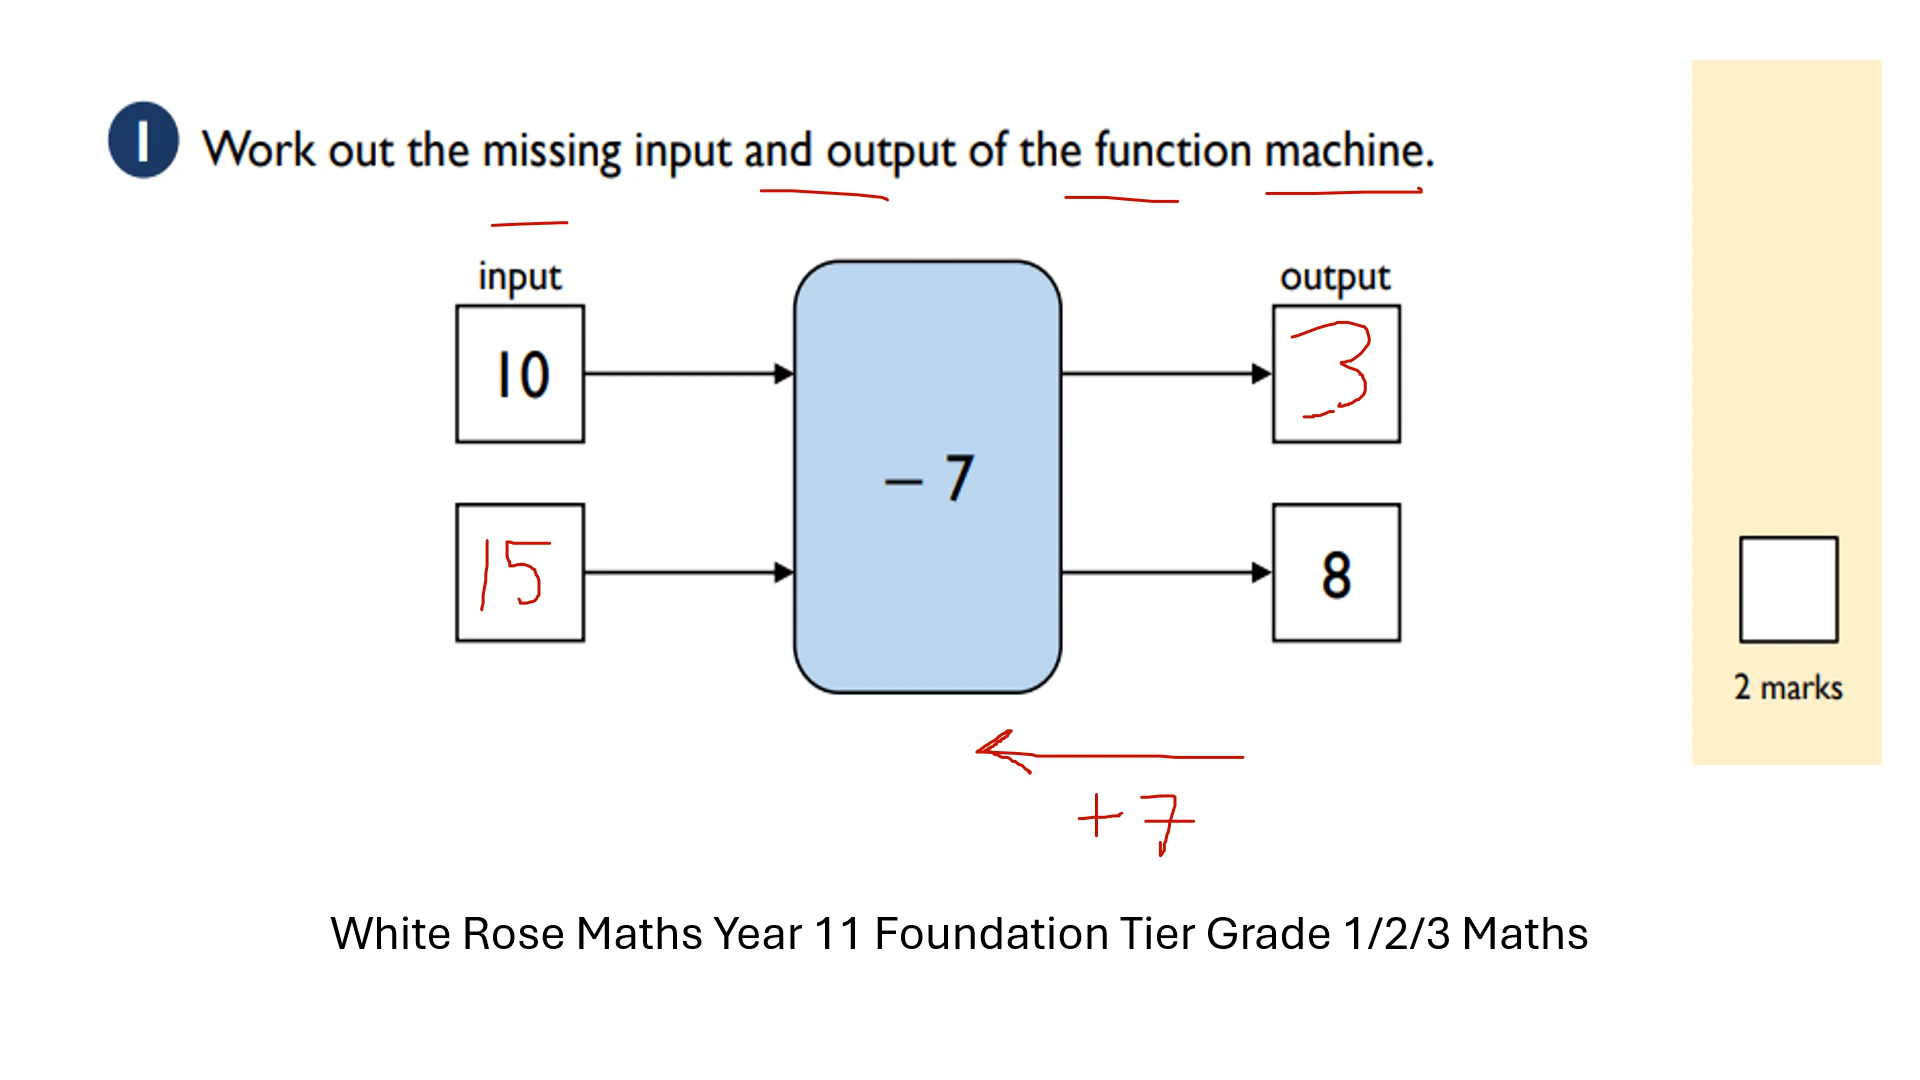 1 Work out the missing input and output of the function machine.
input output
10 3
− 7
15 8
2 marks
+7
White Rose Maths Year 11 Foundation Tier Grade 1/2/3 Maths